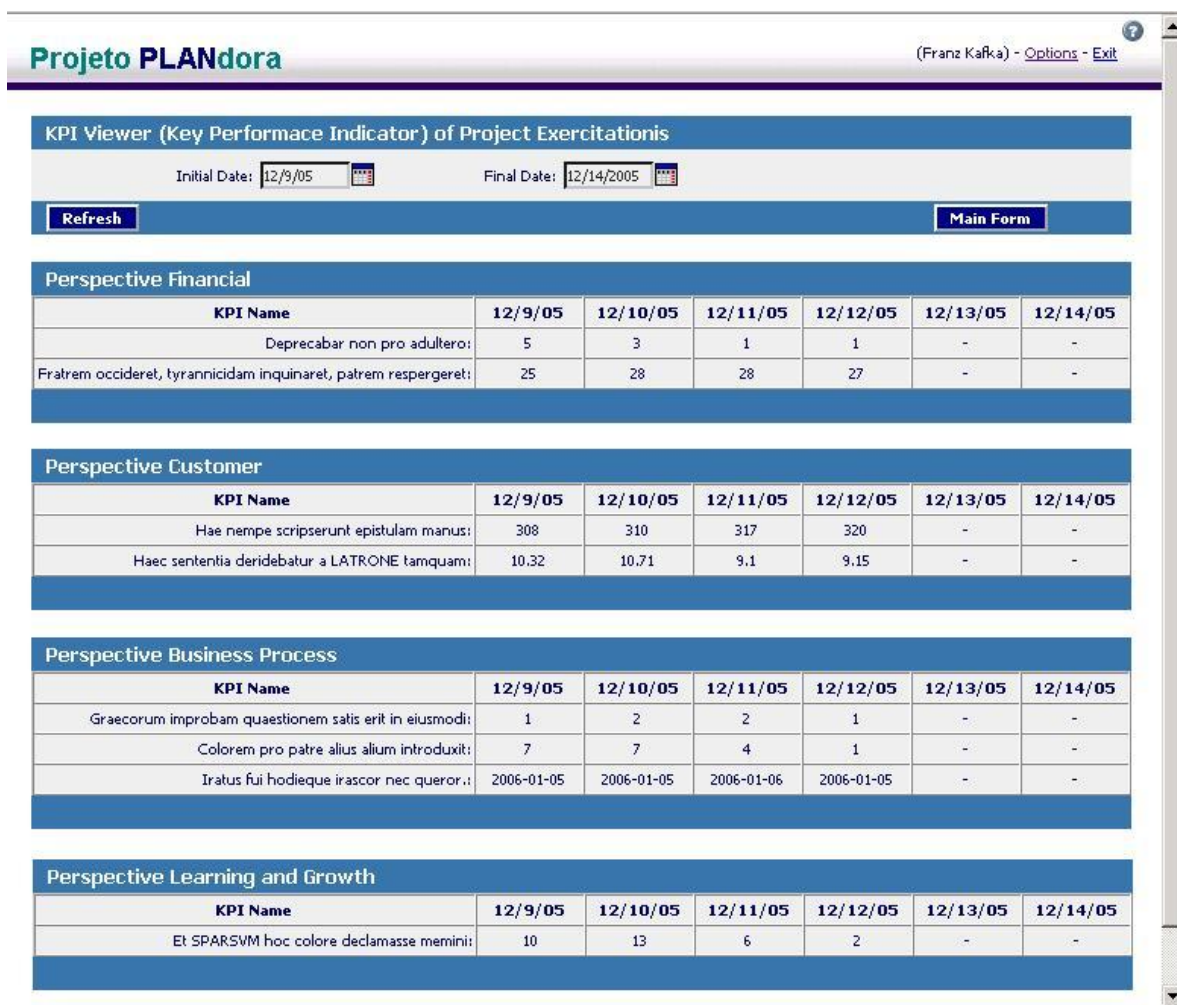 Projeto PLANdora
(Franz Kafka) - Options - Exit
KPI Viewer (Key Performace Indicator) of Project Exercitationis
Initial Date: 12/9/05 Final Date: 12/14/2005
Refresh Main Form
Perspective Financial
KPI Name 12/9/05 12/10/05 12/11/05 12/12/05 12/13/05 12/14/05
Deprecabar non pro adultero: 5 3 1 1 - -
Fratrem occideret, tyrannicidam inquinaret, patrem respergeret: 25 28 28 27 - -
Perspective Customer
KPI Name 12/9/05 12/10/05 12/11/05 12/12/05 12/13/05 12/14/05
Hae nempe scripserunt epistulam manus: 308 310 317 320 - -
Haec sententia deridebatur a LATRONE tamquam: 10.32 10.71 9.1 9.15 - -
Perspective Business Process
KPI Name 12/9/05 12/10/05 12/11/05 12/12/05 12/13/05 12/14/05
Graecorum improbam quaestionem satis erit in eiusmodi: 1 2 2 1 - -
Colorem pro patre alius alium introduxit: 7 7 4 1 - -
Iratus fui hodieque irascor nec queror.: 2006-01-05 2006-01-05 2006-01-06 2006-01-05 - -
Perspective Learning and Growth
KPI Name 12/9/05 12/10/05 12/11/05 12/12/05 12/13/05 12/14/05
Et SPARSVM hoc colore declamasse memini: 10 13 6 2 - -